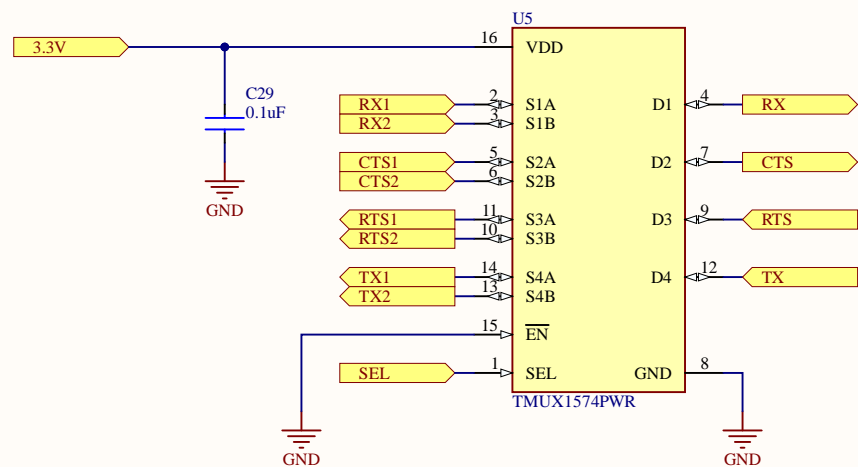 U5
3.3V
16 VDD
C29
0.1uF
RX1 2 S1A D1 4 RX
RX2 3 S1B
CTS1 5 S2A D2 7 CTS
CTS2 6 S2B
GND
RTS1 11 S3A D3 9 RTS
RTS2 10 S3B
TX1 14 S4A D4 12 TX
TX2 13 S4B
15 EN
SEL 1 SEL GND 8
TMUX1574PWR
GND GND